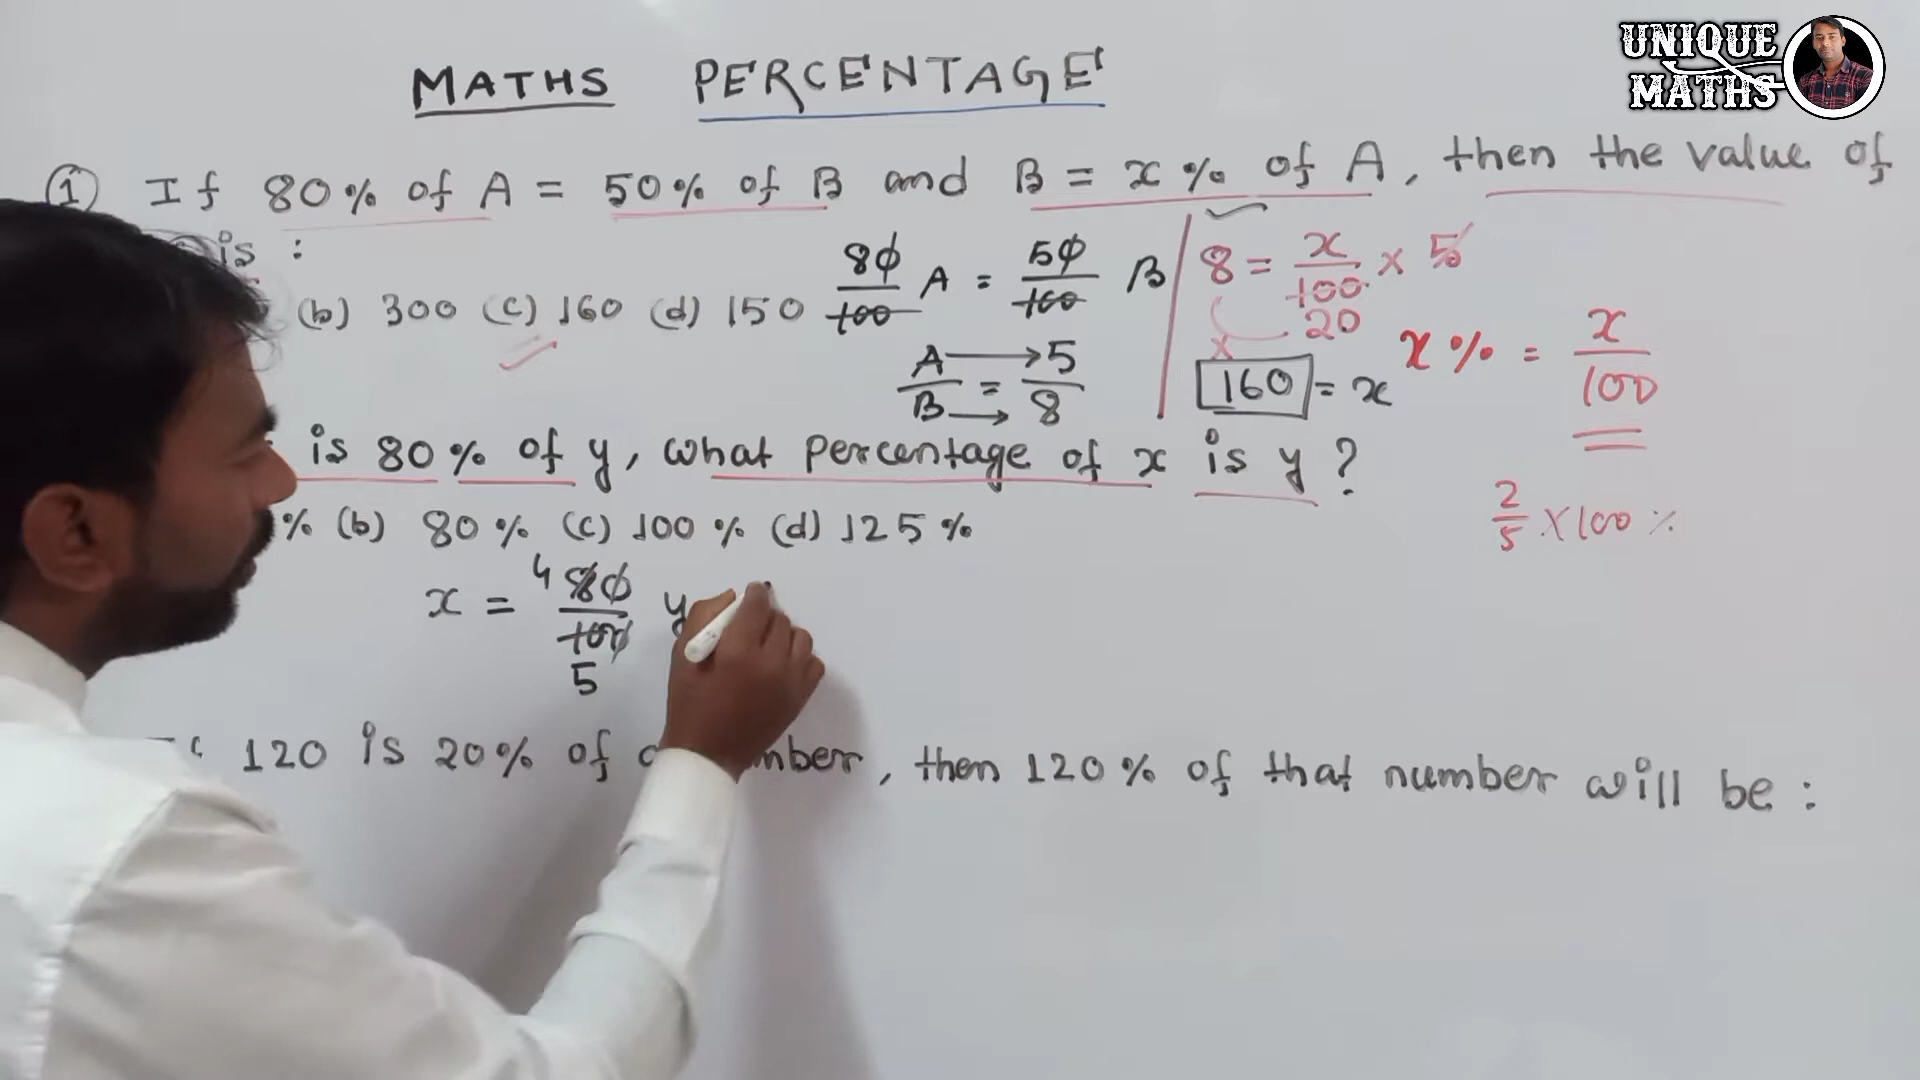 UNIQUE
MATHS
MATHS PERCENTAGE
① If 80% of A = 50% of B and B = x% of A, then the value of
is :
(b) 300 (c) 160 (d) 150
80/100 A = 50/100 B
A/B = 5/8
8 = x/100 × 5
20
160 = x
x% = x/100
is 80% of y, what percentage of x is y ?
% (b) 80% (c) 100% (d) 125%
2/5 × 100 %
x = 80/100 y
4
5
120 is 20% of , then 120% of that number will be :